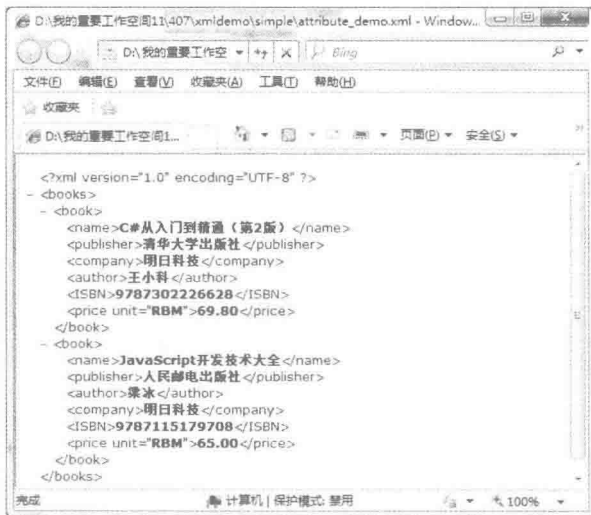 D:\我的重要工作空间11\407\xmldemo\simple\attribute_demo.xml - Window...
D:\我的重要工作空 Bing
文件(F) 编辑(E) 查看(V) 收藏夹(A) 工具(T) 帮助(H)
收藏夹
D:\我的重要工作空间1... 页面(P) 安全(S)
<?xml version="1.0" encoding="UTF-8" ?>
- <books>
- <book>
<name>C#从入门到精通（第2版）</name>
<publisher>清华大学出版社</publisher>
<company>明日科技</company>
<author>王小科</author>
<ISBN>9787302226628</ISBN>
<price unit="RBM">69.80</price>
</book>
- <book>
<name>JavaScript开发技术大全</name>
<publisher>人民邮电出版社</publisher>
<author>梁冰</author>
<company>明日科技</company>
<ISBN>9787115179708</ISBN>
<price unit="RBM">65.00</price>
</book>
</books>
完成 计算机 | 保护模式: 禁用 100%